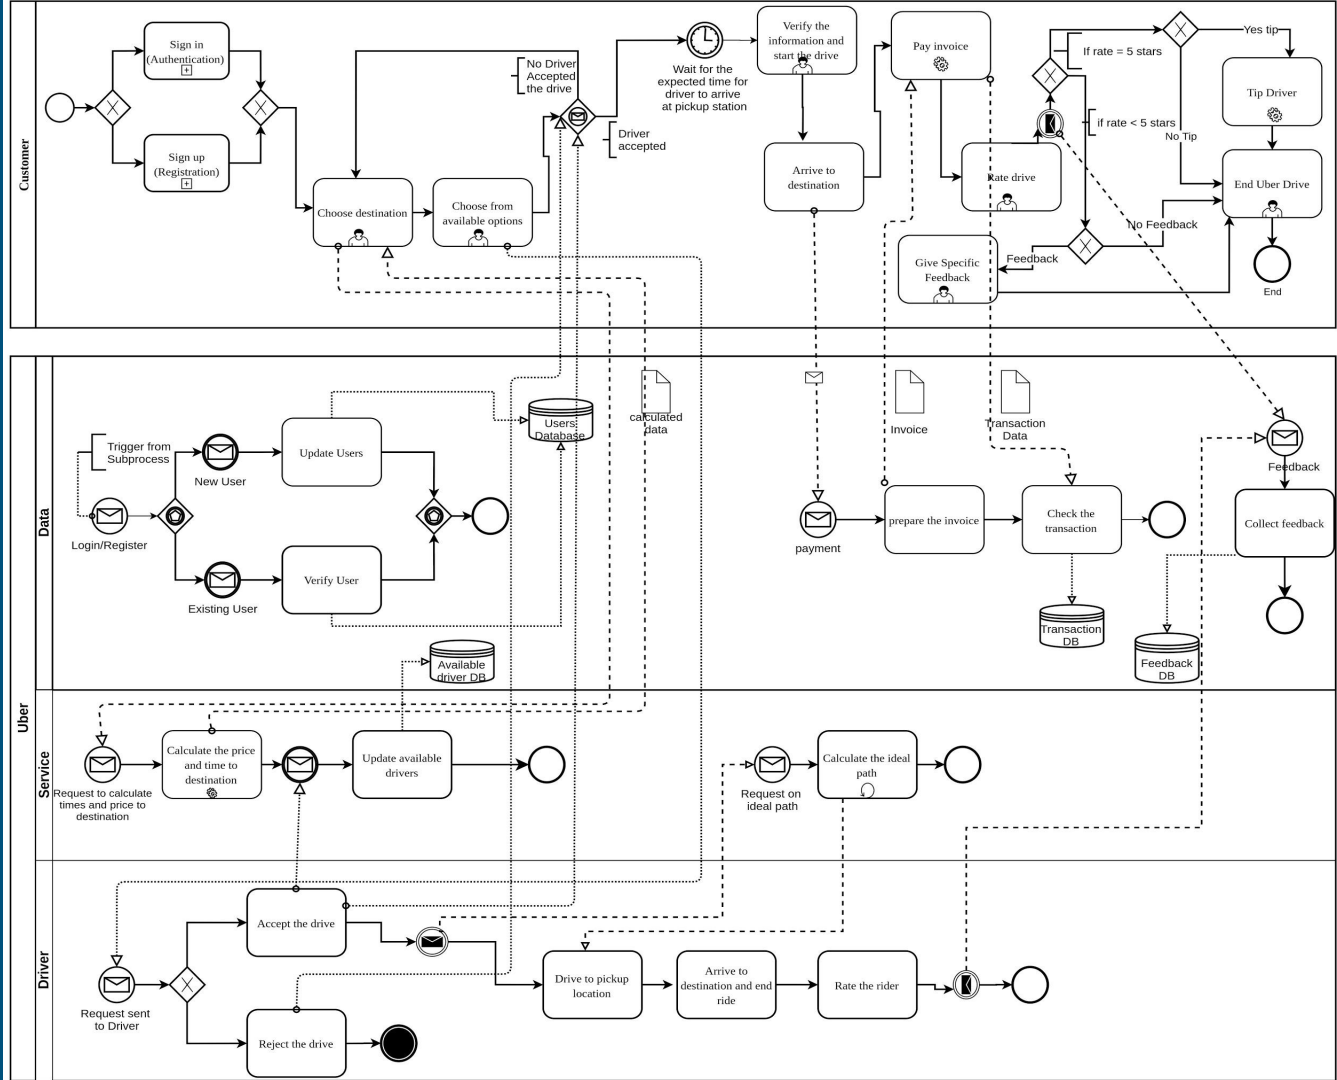 Customer
Sign in
(Authentication)
Sign up
(Registration)
Choose destination
Choose from
available options
No Driver
Accepted
the drive
Driver
accepted
Wait for the
expected time for
driver to arrive
at pickup station
Verify the
information and
start the drive
Arrive to
destination
Pay invoice
Rate drive
If rate = 5 stars
if rate < 5 stars
Yes tip
No Tip
Tip Driver
End Uber Drive
No Feedback
Feedback
Give Specific
Feedback
End
Uber
Data
Trigger from
Subprocess
Login/Register
New User
Existing User
Update Users
Verify User
Users
Database
calculated
data
Available
driver DB
payment
Invoice
prepare the invoice
Transaction
Data
Check the
transaction
Transaction
DB
Feedback
Collect feedback
Feedback
DB
Service
Request to calculate
times and price to
destination
Calculate the price
and time to
destination
Update available
drivers
Request on
ideal path
Calculate the ideal
path
Driver
Request sent
to Driver
Accept the drive
Reject the drive
Drive to pickup
location
Arrive to
destination and end
ride
Rate the rider